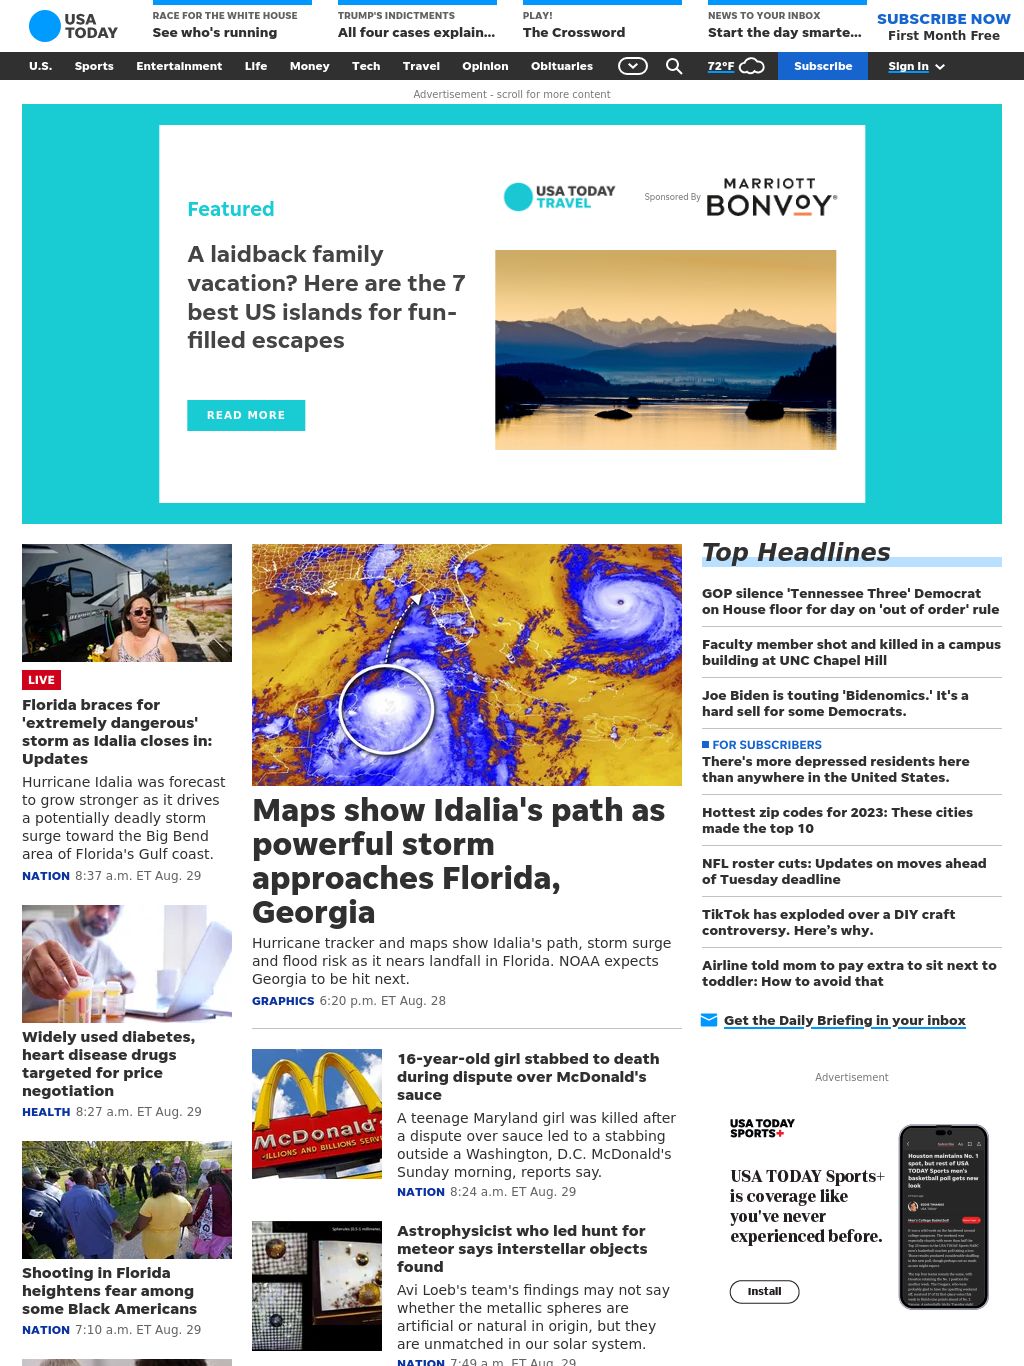 USA
TODAY
RACE FOR THE WHITE HOUSE
See who's running
TRUMP'S INDICTMENTS
All four cases explain...
PLAY!
The Crossword
NEWS TO YOUR INBOX
Start the day smarte...
SUBSCRIBE NOW
First Month Free
U.S. Sports Entertainment Life Money Tech Travel Opinion Obituaries 72°F Subscribe Sign In
Advertisement - scroll for more content
Featured
A laidback family
vacation? Here are the 7
best US islands for fun-
filled escapes
READ MORE
USA TODAY
TRAVEL
Sponsored By
MARRIOTT
BONVOY®
LIVE
Florida braces for
'extremely dangerous'
storm as Idalia closes in:
Updates
Hurricane Idalia was forecast
to grow stronger as it drives
a potentially deadly storm
surge toward the Big Bend
area of Florida's Gulf coast.
NATION 8:37 a.m. ET Aug. 29
Widely used diabetes,
heart disease drugs
targeted for price
negotiation
HEALTH 8:27 a.m. ET Aug. 29
Shooting in Florida
heightens fear among
some Black Americans
NATION 7:10 a.m. ET Aug. 29
Maps show Idalia's path as
powerful storm
approaches Florida,
Georgia
Hurricane tracker and maps show Idalia's path, storm surge
and flood risk as it nears landfall in Florida. NOAA expects
Georgia to be hit next.
GRAPHICS 6:20 p.m. ET Aug. 28
McDonald's
16-year-old girl stabbed to death
during dispute over McDonald's
sauce
A teenage Maryland girl was killed after
a dispute over sauce led to a stabbing
outside a Washington, D.C. McDonald's
Sunday morning, reports say.
NATION 8:24 a.m. ET Aug. 29
Astrophysicist who led hunt for
meteor says interstellar objects
found
Avi Loeb's team's findings may not say
whether the metallic spheres are
artificial or natural in origin, but they
are unmatched in our solar system.
NATION 7:49 a.m. ET Aug. 29
Top Headlines
GOP silence 'Tennessee Three' Democrat
on House floor for day on 'out of order' rule
Faculty member shot and killed in a campus
building at UNC Chapel Hill
Joe Biden is touting 'Bidenomics.' It's a
hard sell for some Democrats.
FOR SUBSCRIBERS
There's more depressed residents here
than anywhere in the United States.
Hottest zip codes for 2023: These cities
made the top 10
NFL roster cuts: Updates on moves ahead
of Tuesday deadline
TikTok has exploded over a DIY craft
controversy. Here's why.
Airline told mom to pay extra to sit next to
toddler: How to avoid that
Get the Daily Briefing in your inbox
Advertisement
USA TODAY
SPORTS+
USA TODAY Sports+
is coverage like
you've never
experienced before.
Install
Houston maintains No. 1
spot, but rest of USA
TODAY Sports men's
basketball poll gets new
look